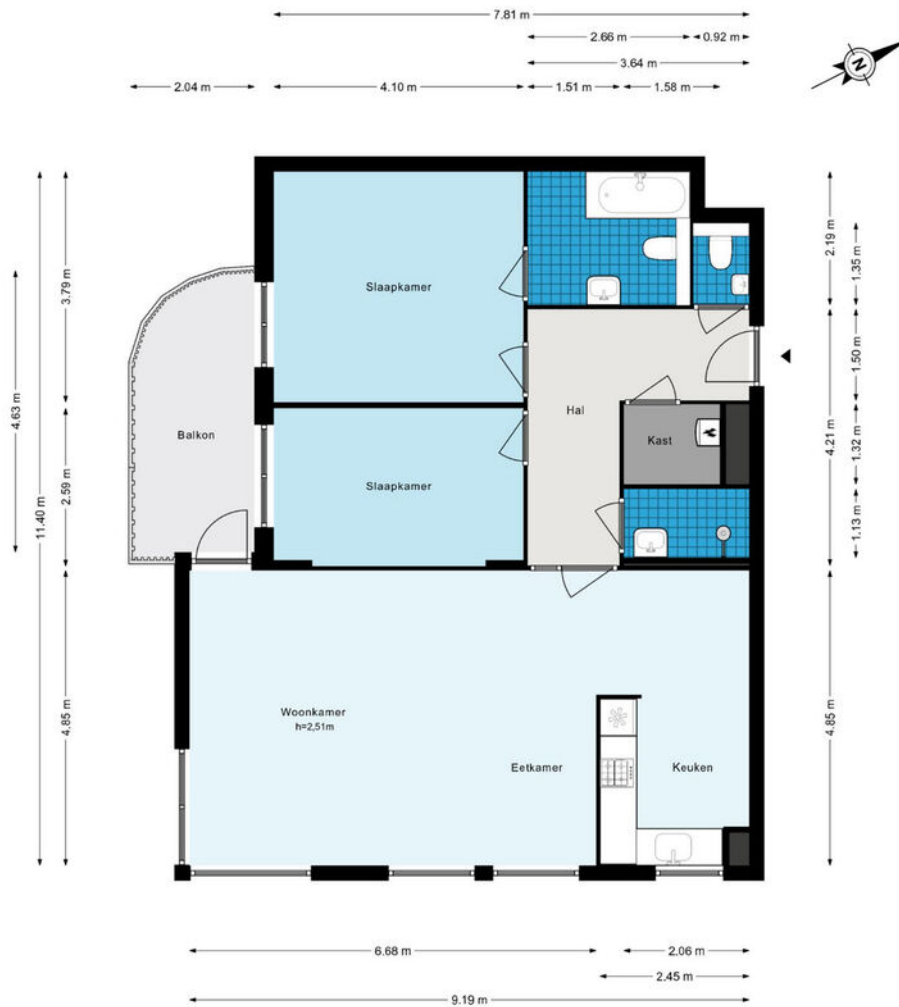 7.81 m
2.66 m
0.92 m
3.64 m
2.04 m
4.10 m
1.51 m
1.58 m
N
11.40 m
4.63 m
3.79 m
2.59 m
4.85 m
Slaapkamer
Balkon
Hal
Kast
Slaapkamer
Woonkamer
h=2,51m
Eetkamer
Keuken
2.19 m
1.35 m
1.50 m
4.21 m
1.32 m
1.13 m
4.85 m
6.68 m
2.06 m
2.45 m
9.19 m